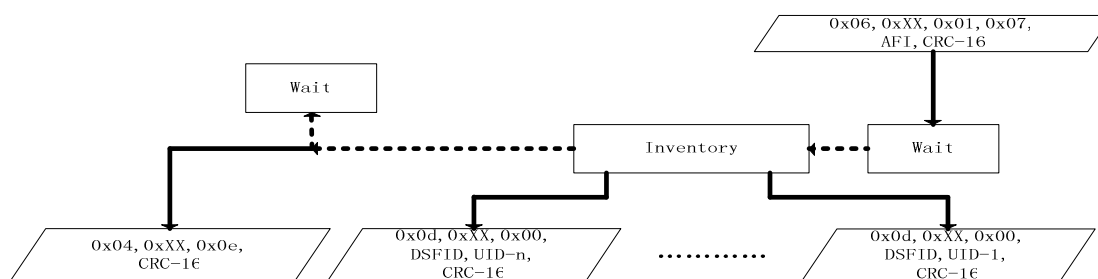 0x06, 0xXX, 0x01, 0x07,
AFI, CRC-16
Wait
Inventory
Wait
0x04, 0xXX, 0x0e,
CRC-16
0x0d, 0xXX, 0x00,
DSFID, UID-n,
CRC-16
0x0d, 0xXX, 0x00,
DSFID, UID-1,
CRC-16